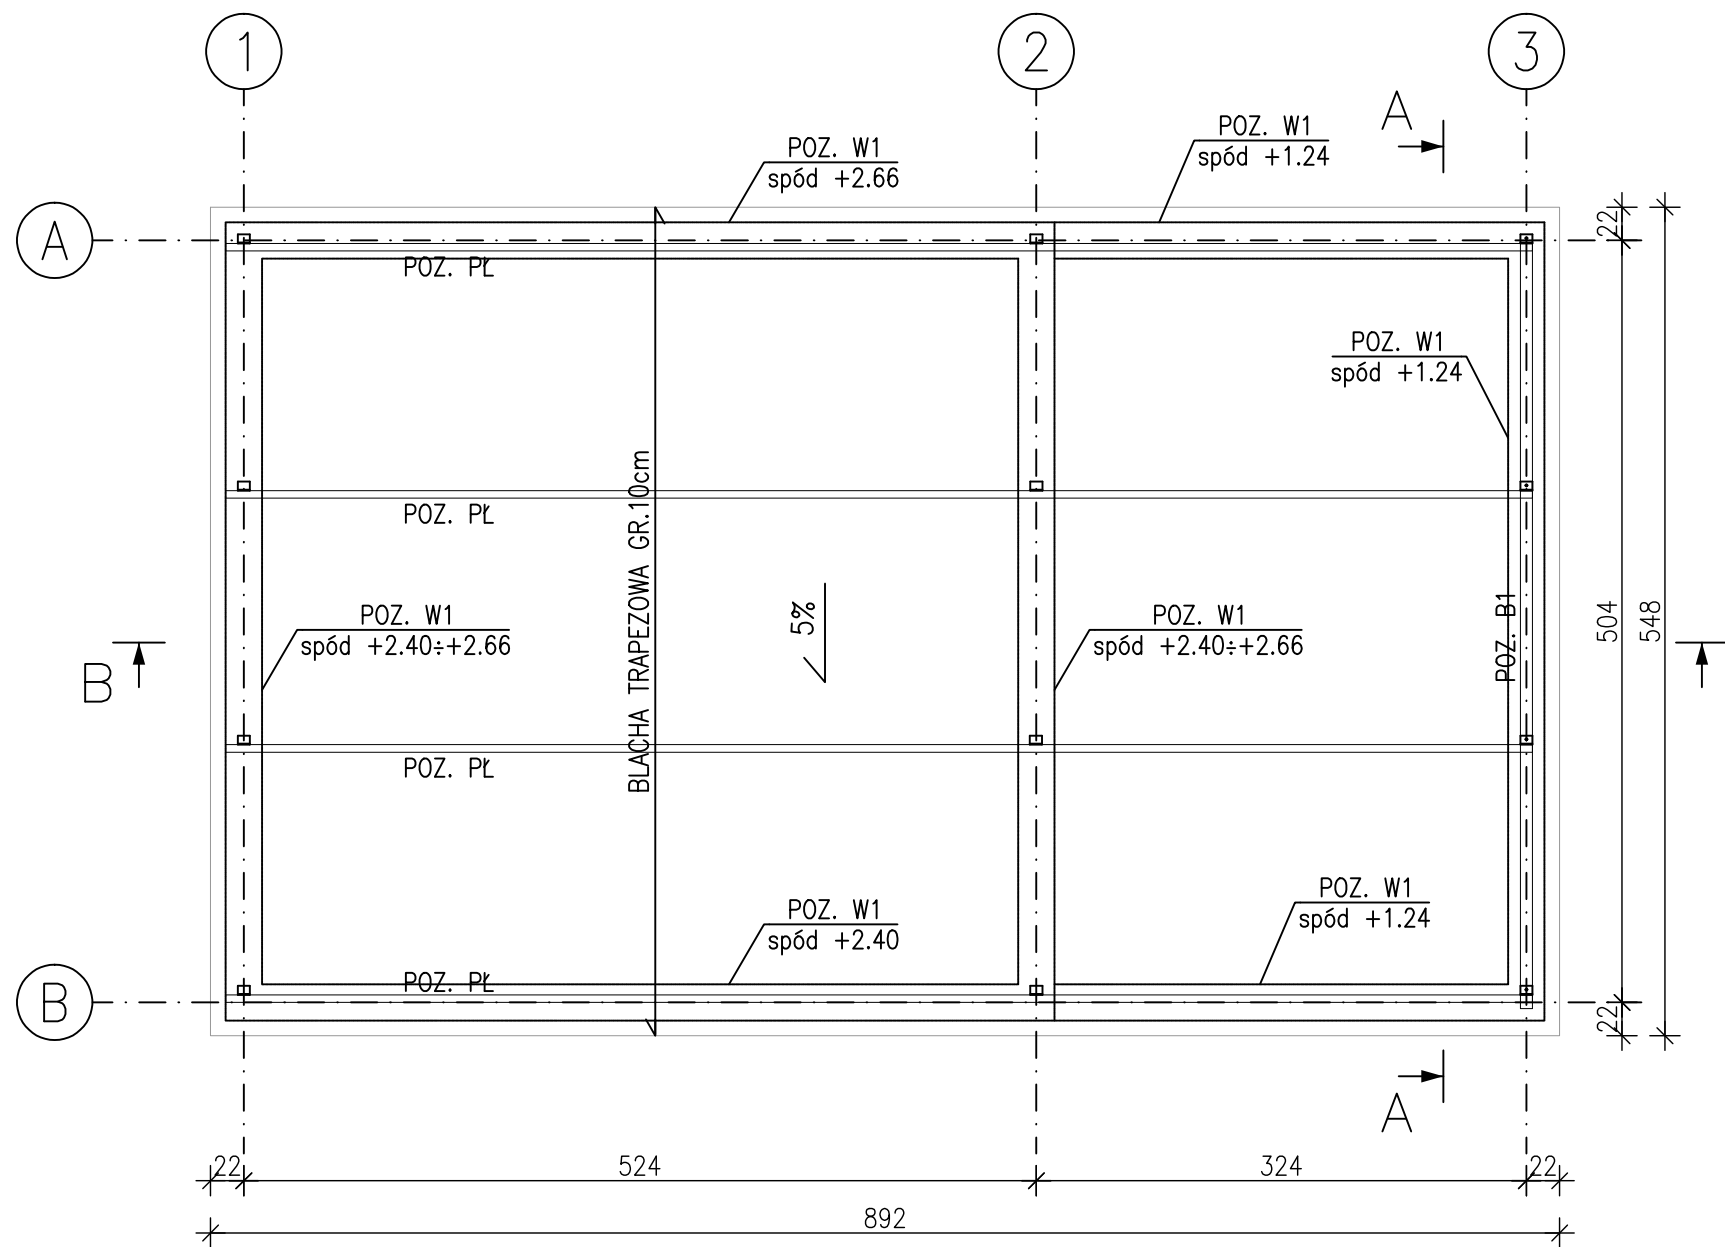 1
2
3
A
POZ. W1
spód +1.24
POZ. W1
spód +2.66
22
A
POZ. PŁ
POZ. W1
spód +1.24
BLACHA TRAPEZOWA GR.10cm
POZ. PŁ
5%
POZ. W1
spód +2.40÷+2.66
POZ. W1
spód +2.40÷+2.66
POZ. B1
504
548
B
POZ. PŁ
POZ. W1
spód +1.24
POZ. W1
spód +2.40
POZ. PŁ
B
22
A
22
524
324
22
892